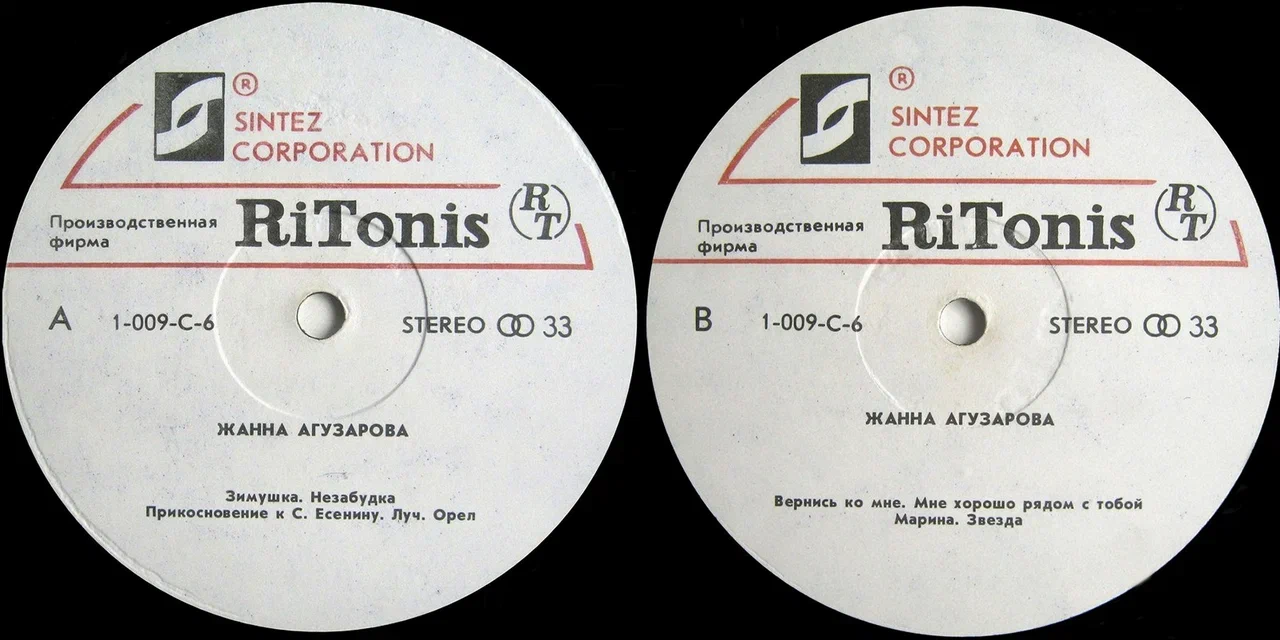 ®
SINTEZ
CORPORATION
Производственная
фирма
RiTonis
RT
A
1-009-С-6
STEREO 33
ЖАННА АГУЗАРОВА
Зимушка. Незабудка
Прикосновение к С. Есенину. Луч. Орел
®
SINTEZ
CORPORATION
Производственная
фирма
RiTonis
RT
B
1-009-С-6
STEREO 33
ЖАННА АГУЗАРОВА
Вернись ко мне. Мне хорошо рядом с тобой
Марина. Звезда